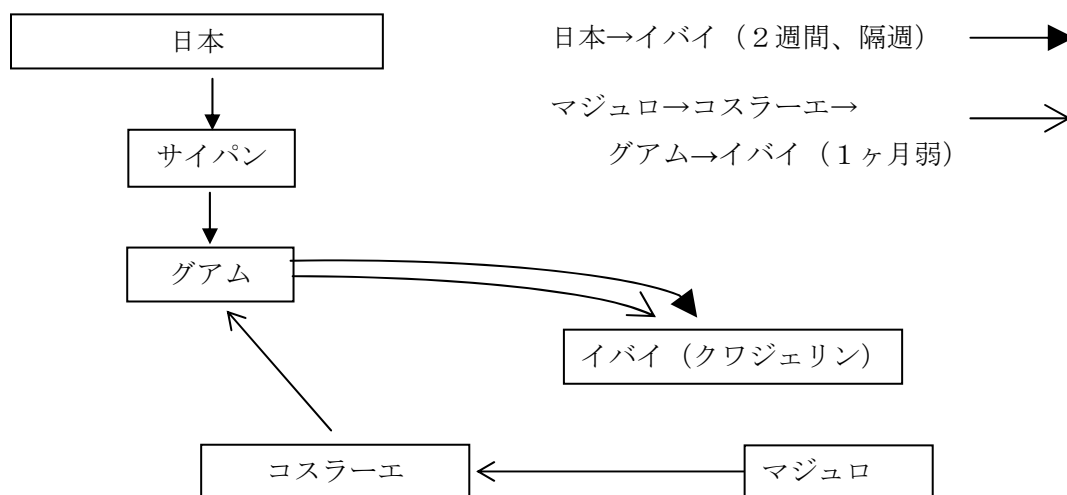 日本
日本→イバイ（２週間、隔週）
マジュロ→コスラーエ→
グアム→イバイ（１ヶ月弱）
サイパン
グアム
イバイ（クワジェリン）
コスラーエ
マジュロ